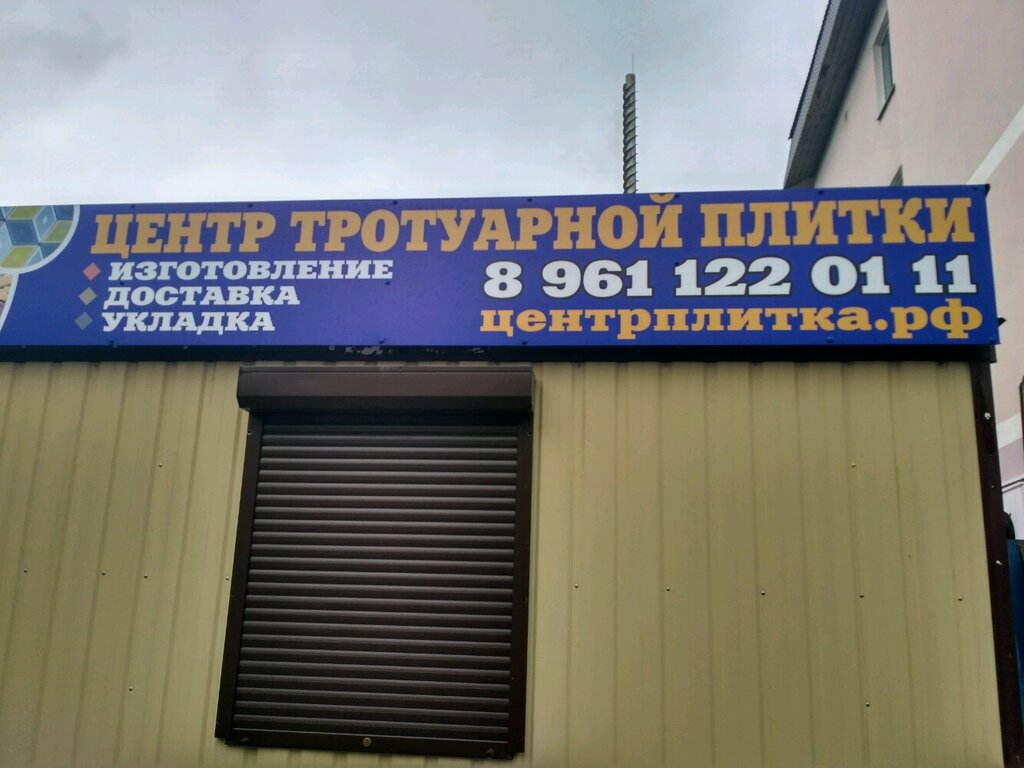 ЦЕНТР ТРОТУАРНОЙ ПЛИТКИ
ИЗГОТОВЛЕНИЕ
ДОСТАВКА
УКЛАДКА
8 961 122 01 11
центрплитка.рф